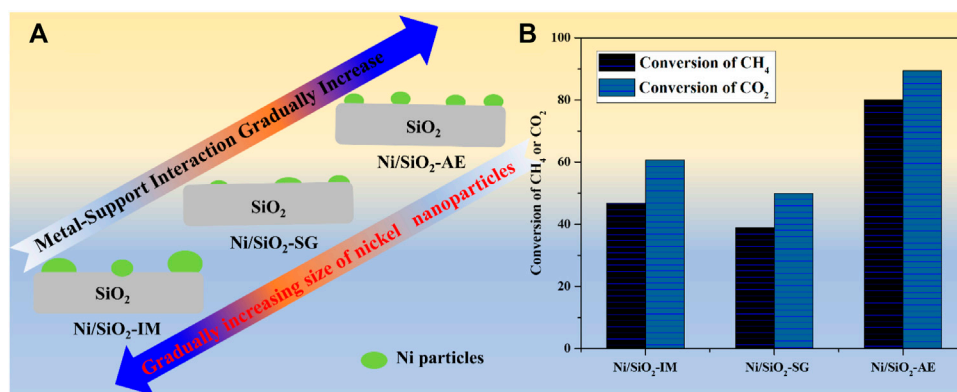 A
Metal-Support Interaction Gradually Increase
SiO₂
Ni/SiO₂-AE
SiO₂
Ni/SiO₂-SG
SiO₂
Ni/SiO₂-IM
Gradually increasing size of nickel nanoparticles
Ni particles
B
Conversion of CH₄
Conversion of CO₂
Conversion of CH₄ or CO₂
100
80
60
40
20
0
Ni/SiO₂-IM
Ni/SiO₂-SG
Ni/SiO₂-AE